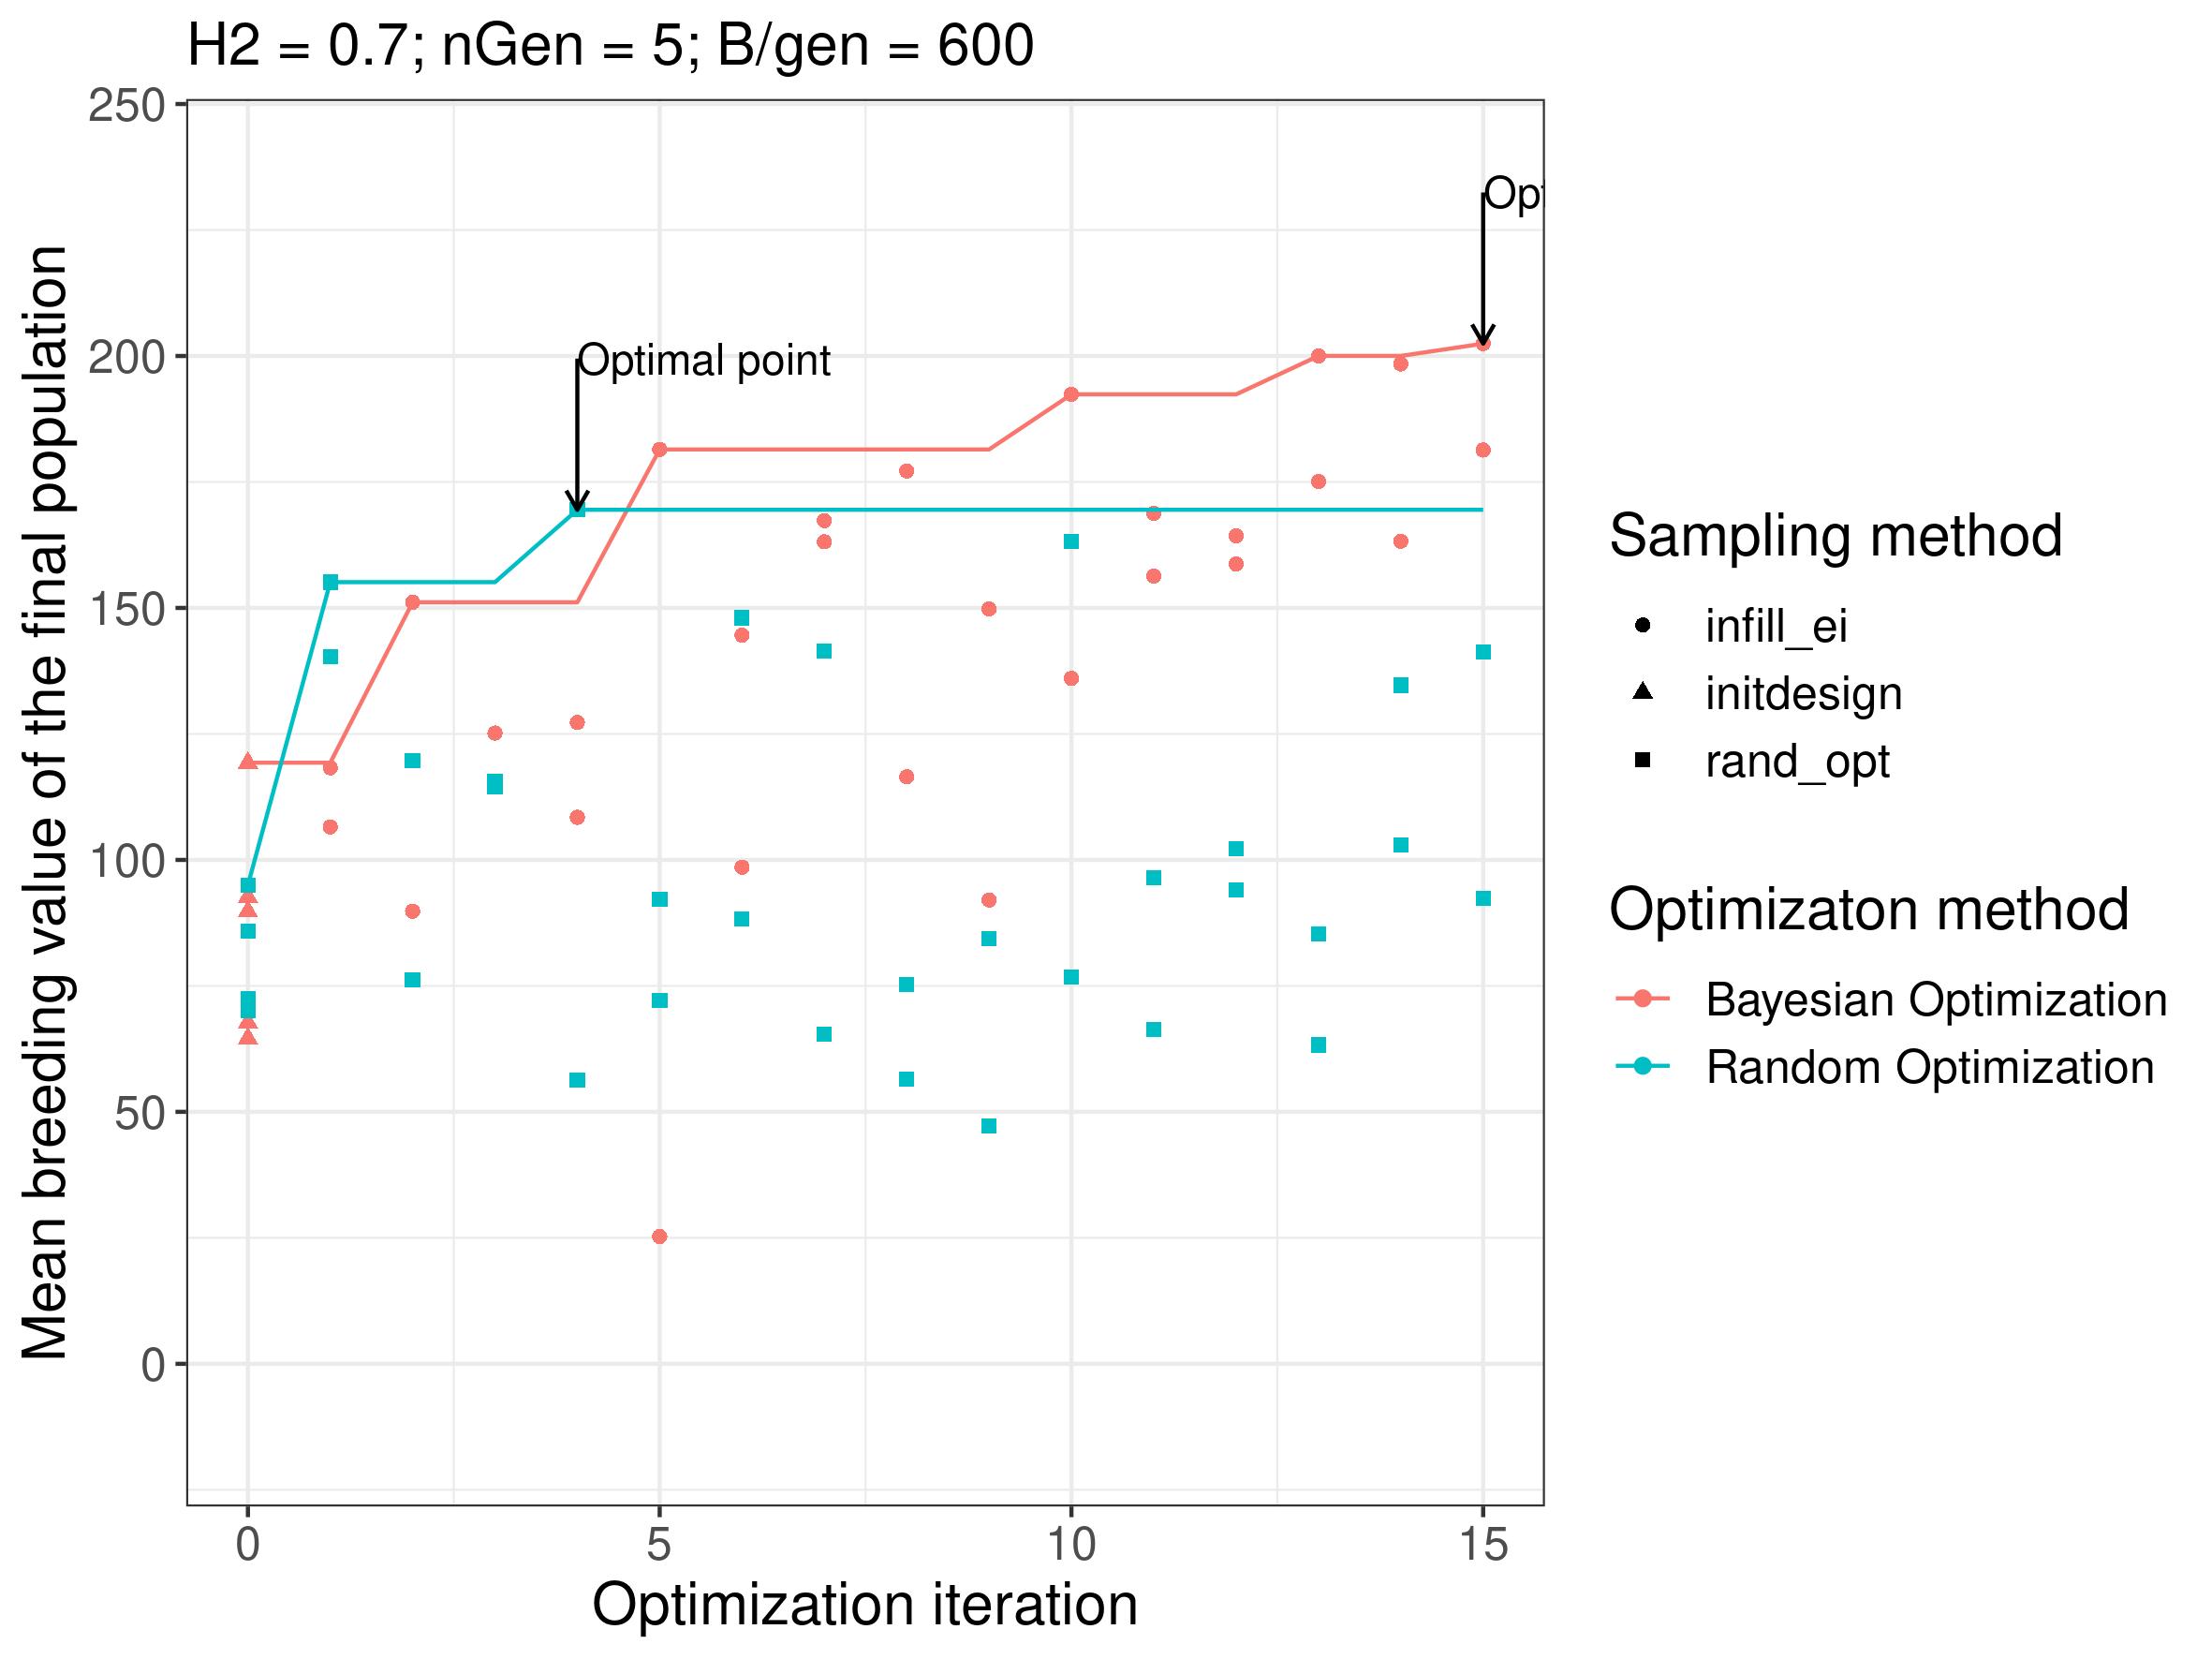 H2 = 0.7; nGen = 5; B/gen = 600
Mean breeding value of the final population
250
200
150
100
50
0
Optimal point
Opt
0 5 10 15
Optimization iteration
Sampling method
infill_ei
initdesign
rand_opt
Optimizaton method
Bayesian Optimization
Random Optimization